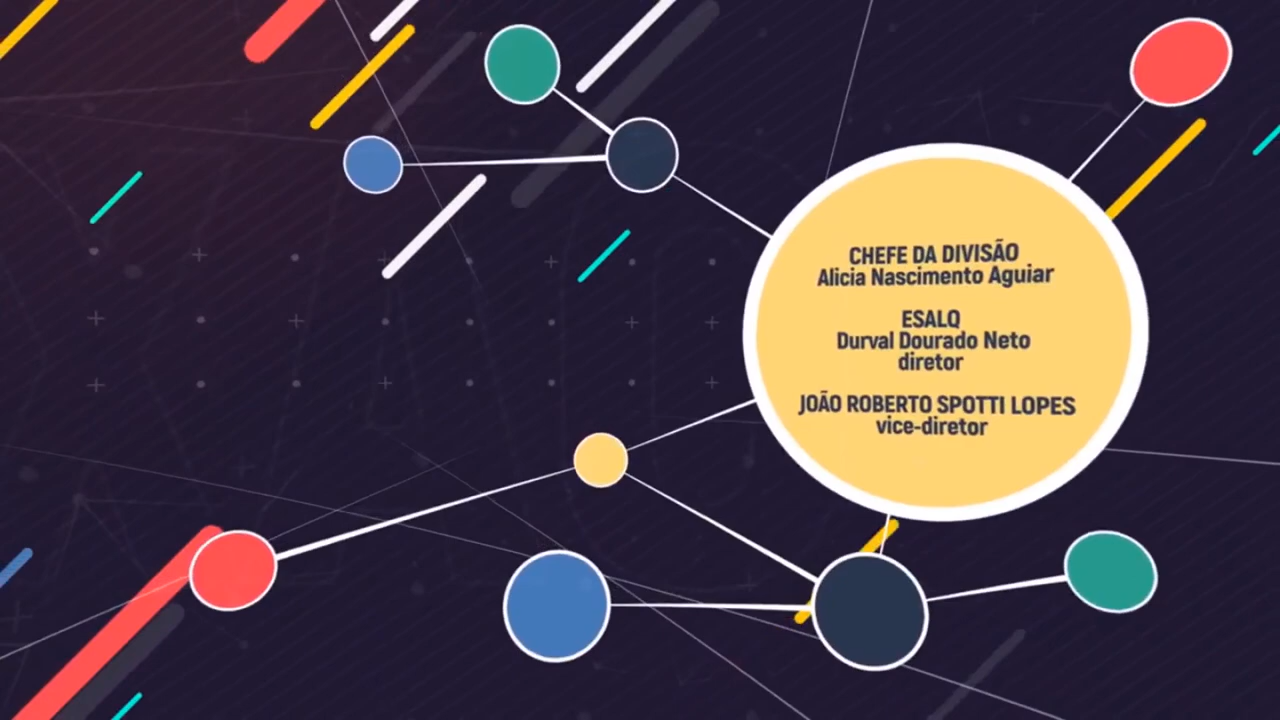 CHEFE DA DIVISÃO
Alicia Nascimento Aguiar
ESALQ
Durval Dourado Neto
diretor
JOÃO ROBERTO SPOTTI LOPES
vice-diretor